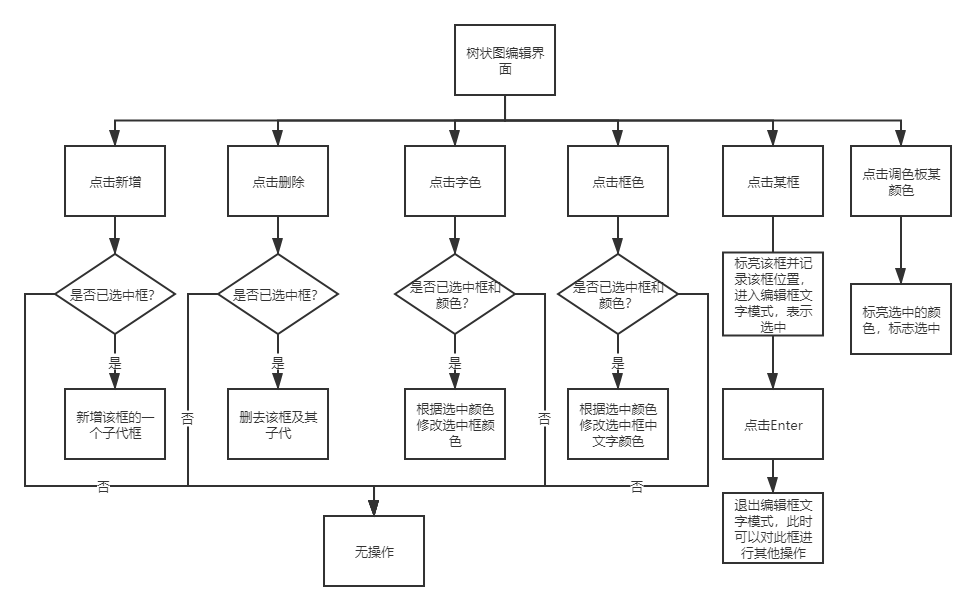 树状图编辑界
面
点击新增
点击删除
点击字色
点击框色
点击某框
点击调色板某
颜色
是否已选中框?
是否已选中框?
是否已选中框和
颜色?
是否已选中框和
颜色?
标亮该框并记
录该框位置，
进入编辑框文
字模式，表示
选中
标亮选中的颜
色，标志选中
是
是
是
是
新增该框的一
个子代框
否
删去该框及其
子代
根据选中颜色
修改选中框颜
色
否
根据选中颜色
修改选中框中
文字颜色
点击Enter
否
否
退出编辑框文
字模式，此时
可以对此框进
行其他操作
无操作